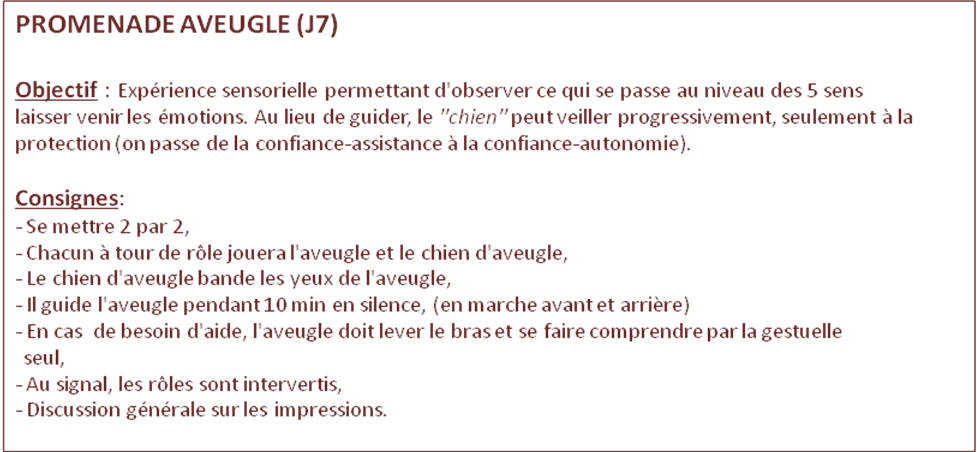 PROMENADE AVEUGLE (J7)
Objectif : Expérience sensorielle permettant d'observer ce qui se passe au niveau des 5 sens
laisser venir les émotions. Au lieu de guider, le "chien" peut veiller progressivement, seulement à la
protection (on passe de la confiance-assistance à la confiance-autonomie).
Consignes:
- Se mettre 2 par 2,
- Chacun à tour de rôle jouera l'aveugle et le chien d'aveugle,
- Le chien d'aveugle bande les yeux de l'aveugle,
- Il guide l'aveugle pendant 10 min en silence, (en marche avant et arrière)
- En cas de besoin d'aide, l'aveugle doit lever le bras et se faire comprendre par la gestuelle
seul,
- Au signal, les rôles sont intervertis,
- Discussion générale sur les impressions.